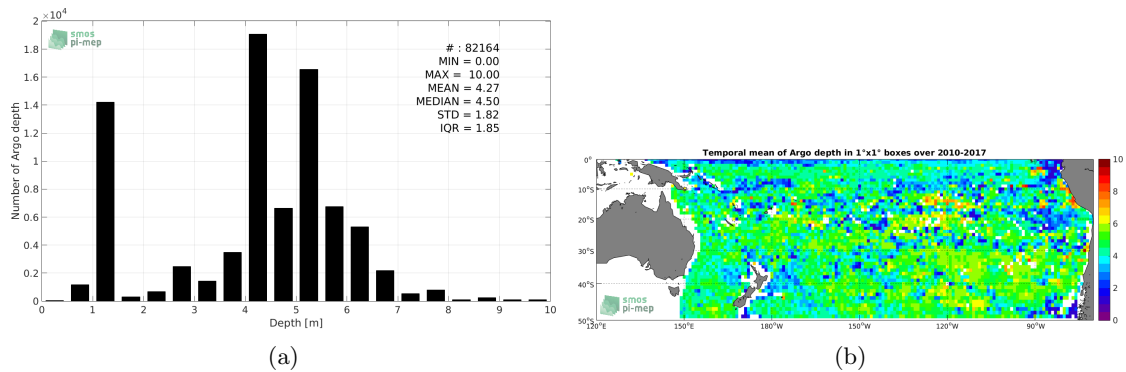 ×10⁴
2
1.8
1.6
1.4
1.2
1
0.8
0.6
0.4
0.2
0
Number of Argo depth
smos
pi-mep
# : 82164
MIN = 0.00
MAX = 10.00
MEAN = 4.27
MEDIAN = 4.50
STD = 1.82
IQR = 1.85
0 1 2 3 4 5 6 7 8 9 10
Depth [m]
(a)
Temporal mean of Argo depth in 1°x1° boxes over 2010-2017
0°
10°S
20°S
30°S
40°S
50°S
smos
pi-mep
120°E 150°E 180°W 150°W 120°W 90°W
10
8
6
4
2
0
(b)